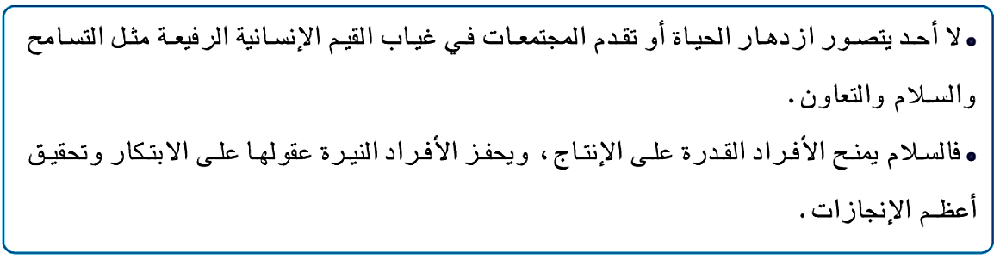 • لا أحد يتصور ازدهار الحياة أو تقدم المجتمعات في غياب القيم الإنسانية الرفيعة مثل التسامح
والسلام والتعاون.
• فالسلام يمنح الأفراد القدرة على الإنتاج، ويحفز الأفراد النيرة عقولها على الابتكار وتحقيق
أعظم الإنجازات.